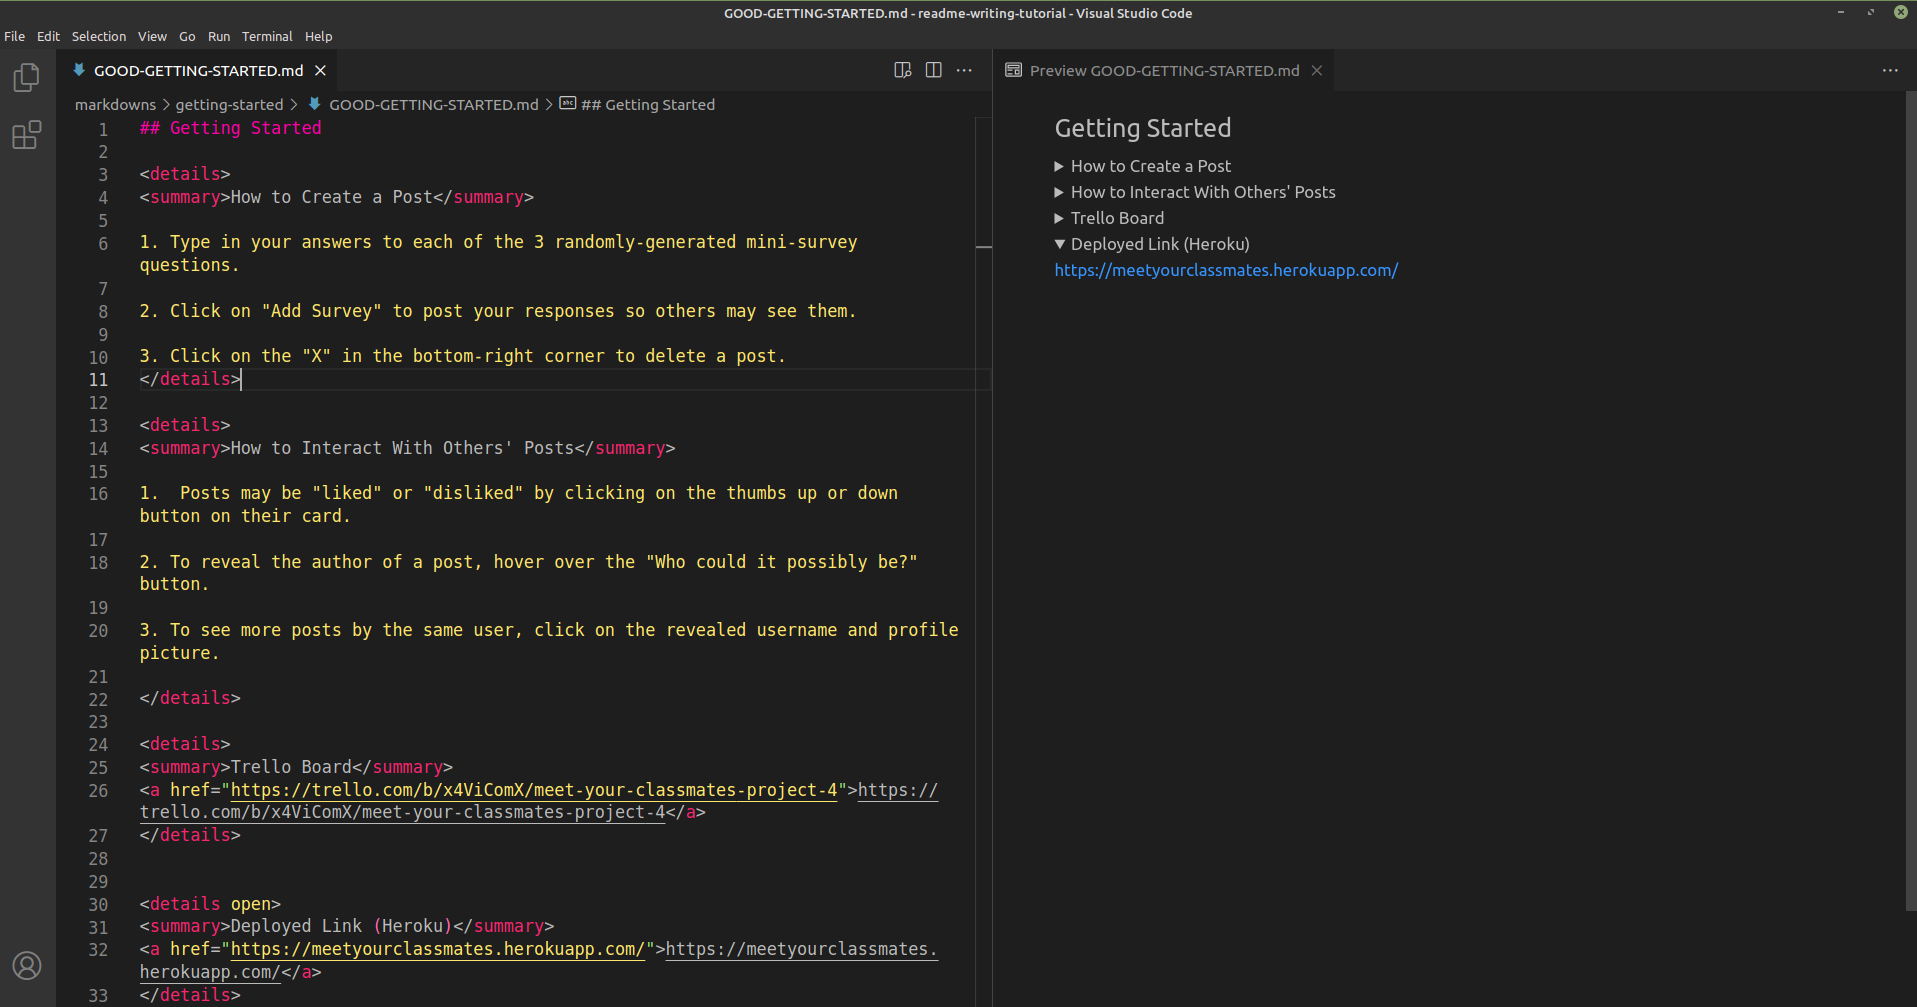 GOOD-GETTING-STARTED.md - readme-writing-tutorial - Visual Studio Code
File Edit Selection View Go Run Terminal Help
GOOD-GETTING-STARTED.md
markdowns > getting-started > GOOD-GETTING-STARTED.md > abc ## Getting Started
1 ## Getting Started
2
3 <details>
4 <summary>How to Create a Post</summary>
5
6 1. Type in your answers to each of the 3 randomly-generated mini-survey
questions.
7
8 2. Click on "Add Survey" to post your responses so others may see them.
9
10 3. Click on the "X" in the bottom-right corner to delete a post.
11 </details>
12
13 <details>
14 <summary>How to Interact With Others' Posts</summary>
15
16 1.  Posts may be "liked" or "disliked" by clicking on the thumbs up or down
button on their card.
17
18 2. To reveal the author of a post, hover over the "Who could it possibly be?"
button.
19
20 3. To see more posts by the same user, click on the revealed username and profile
picture.
21
22 </details>
23
24 <details>
25 <summary>Trello Board</summary>
26 <a href="https://trello.com/b/x4ViComX/meet-your-classmates-project-4">https://
trello.com/b/x4ViComX/meet-your-classmates-project-4</a>
27 </details>
28
29
30 <details open>
31 <summary>Deployed Link (Heroku)</summary>
32 <a href="https://meetyourclassmates.herokuapp.com/">https://meetyourclassmates.
herokuapp.com/</a>
33 </details>
Preview GOOD-GETTING-STARTED.md
Getting Started
How to Create a Post
How to Interact With Others' Posts
Trello Board
Deployed Link (Heroku)
https://meetyourclassmates.herokuapp.com/